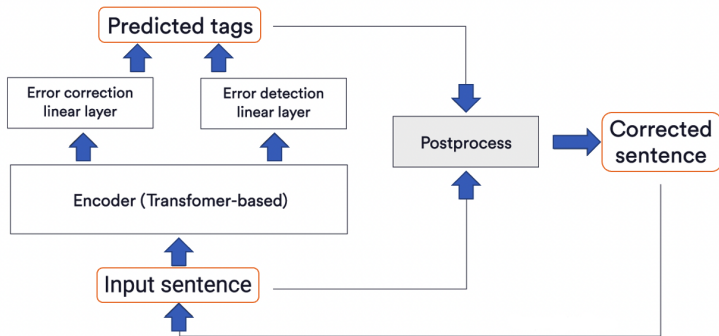 Predicted tags
Error correction
linear layer
Error detection
linear layer
Postprocess
Corrected
sentence
Encoder (Transfomer-based)
Input sentence